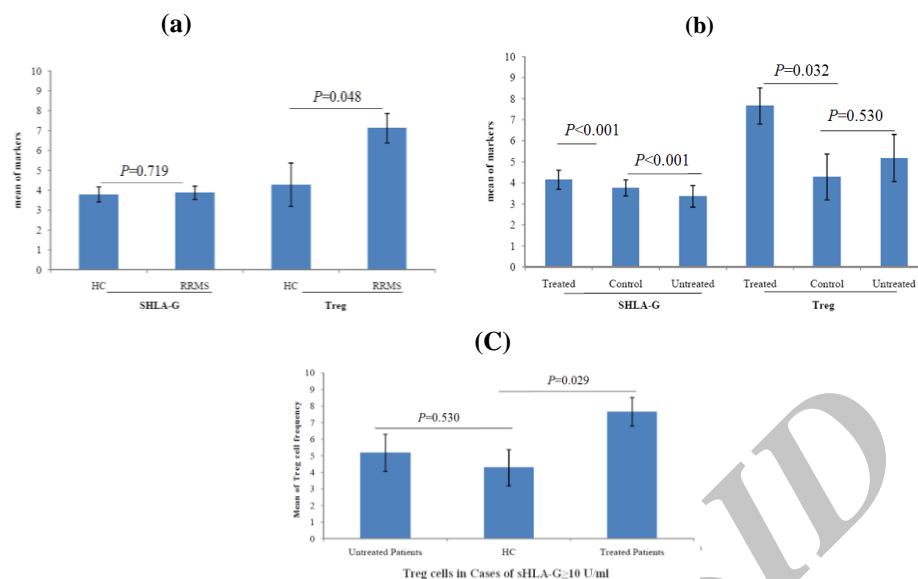 (a)
10
9
8
7
6
5
4
3
2
1
0
mean of markers
P=0.719
P=0.048
HC RRMS HC RRMS
SHLA-G Treg
(b)
10
9
8
7
6
5
4
3
2
1
0
mean of markers
P<0.001
P<0.001
P=0.032
P=0.530
Treated Control Untreated Treated Control Untreated
SHLA-G Treg
(C)
10
9
8
7
6
5
4
3
2
1
0
Mean of Treg cell frequency
P=0.530
P=0.029
Untreated Patients HC Treated Patients
Treg cells in Cases of sHLA-G≥10 U/ml
ID